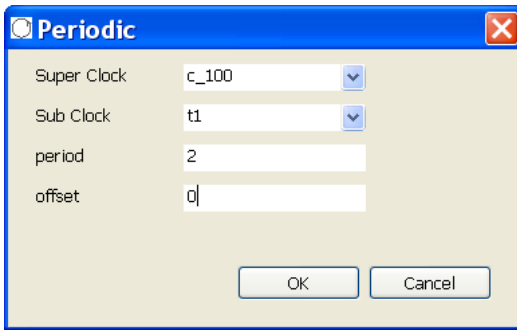 Periodic
Super Clock c_100
Sub Clock t1
period 2
offset 0
OK Cancel